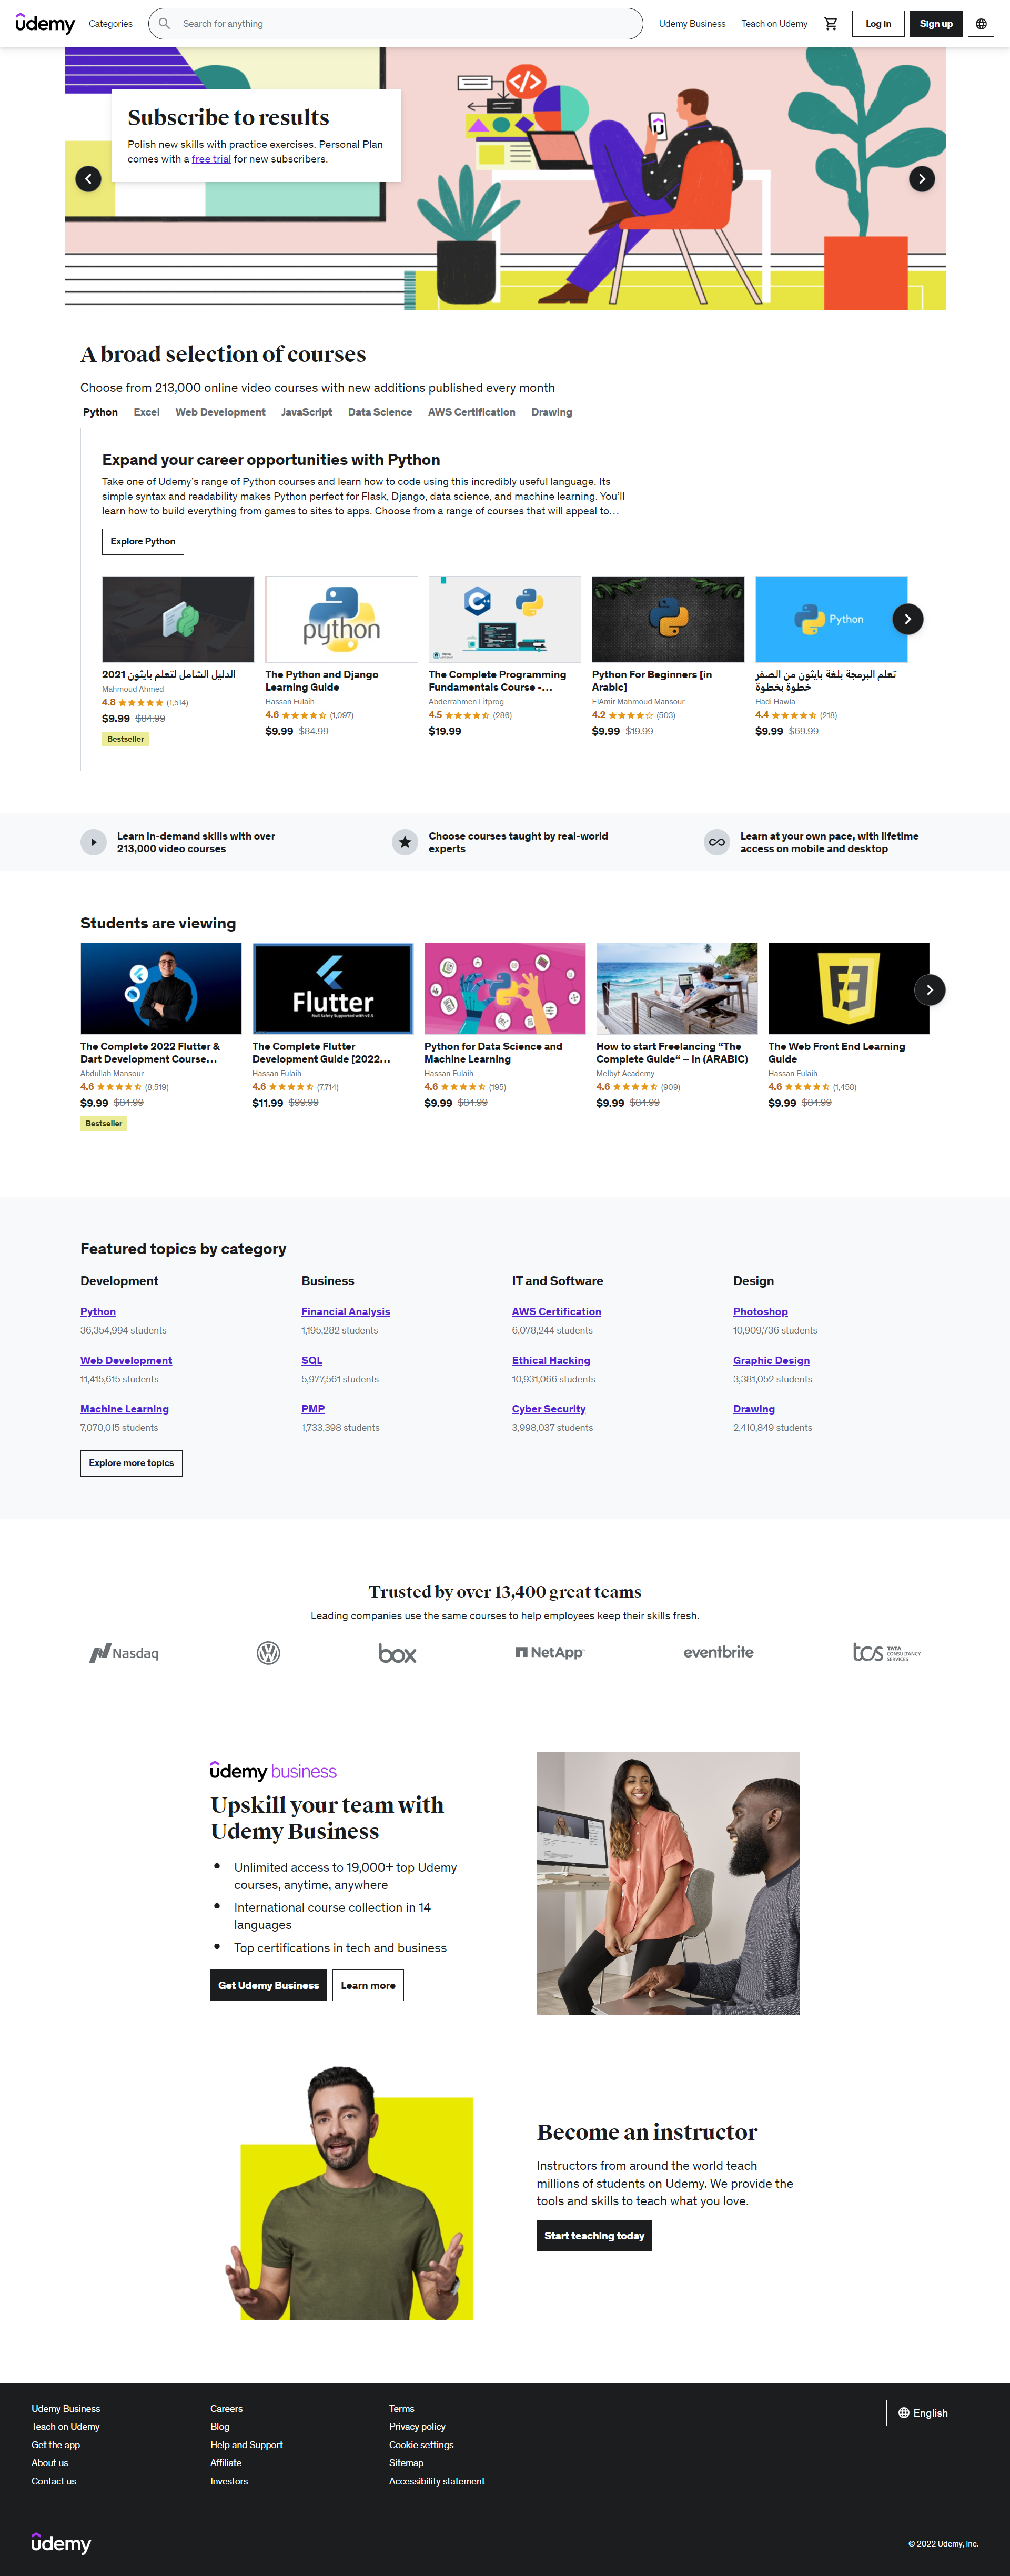 udemy
Categories
Search for anything
Udemy Business
Teach on Udemy
Log in
Sign up
Subscribe to results
Polish new skills with practice exercises. Personal Plan
comes with a free trial for new subscribers.
A broad selection of courses
Choose from 213,000 online video courses with new additions published every month
Python
Excel
Web Development
JavaScript
Data Science
AWS Certification
Drawing
Expand your career opportunities with Python
Take one of Udemy's range of Python courses and learn how to code using this incredibly useful language. Its
simple syntax and readability makes Python perfect for Flask, Django, data science, and machine learning. You'll
learn how to build everything from games to sites to apps. Choose from a range of courses that will appeal to…
Explore Python
الدليل الشامل لتعلم بايثون 2021
Mahmoud Ahmed
4.8 (1,514)
$9.99 $84.99
Bestseller
python
The Python and Django
Learning Guide
Hassan Fulaih
4.6 (1,097)
$9.99 $84.99
The Complete Programming
Fundamentals Course -…
Abderrahmen Litprog
4.5 (286)
$19.99
Python For Beginners [in
Arabic]
ElAmir Mahmoud Mansour
4.2 (503)
$9.99 $19.99
Python
تعلم البرمجة بلغة بايثون من الصفر
خطوة بخطوة
Hadi Hawla
4.4 (218)
$9.99 $69.99
Learn in-demand skills with over
213,000 video courses
Choose courses taught by real-world
experts
Learn at your own pace, with lifetime
access on mobile and desktop
Students are viewing
The Complete 2022 Flutter &
Dart Development Course…
Abdullah Mansour
4.6 (8,519)
$9.99 $84.99
Bestseller
Flutter
Null Safety Supported with v2.5
The Complete Flutter
Development Guide [2022…
Hassan Fulaih
4.6 (7,714)
$11.99 $99.99
Python for Data Science and
Machine Learning
Hassan Fulaih
4.6 (195)
$9.99 $84.99
How to start Freelancing “The
Complete Guide“ – in (ARABIC)
Melbyt Academy
4.6 (909)
$9.99 $84.99
The Web Front End Learning
Guide
Hassan Fulaih
4.6 (1,458)
$9.99 $84.99
Featured topics by category
Development
Python
36,354,994 students
Web Development
11,415,615 students
Machine Learning
7,070,015 students
Business
Financial Analysis
1,195,282 students
SQL
5,977,561 students
PMP
1,733,398 students
IT and Software
AWS Certification
6,078,244 students
Ethical Hacking
10,931,066 students
Cyber Security
3,998,037 students
Design
Photoshop
10,909,736 students
Graphic Design
3,381,052 students
Drawing
2,410,849 students
Explore more topics
Trusted by over 13,400 great teams
Leading companies use the same courses to help employees keep their skills fresh.
Nasdaq
box
NetApp
eventbrite
tcs TATA
CONSULTANCY
SERVICES
udemy business
Upskill your team with
Udemy Business
Unlimited access to 19,000+ top Udemy
courses, anytime, anywhere
International course collection in 14
languages
Top certifications in tech and business
Get Udemy Business
Learn more
Become an instructor
Instructors from around the world teach
millions of students on Udemy. We provide the
tools and skills to teach what you love.
Start teaching today
Udemy Business
Teach on Udemy
Get the app
About us
Contact us
Careers
Blog
Help and Support
Affiliate
Investors
Terms
Privacy policy
Cookie settings
Sitemap
Accessibility statement
English
udemy
© 2022 Udemy, Inc.